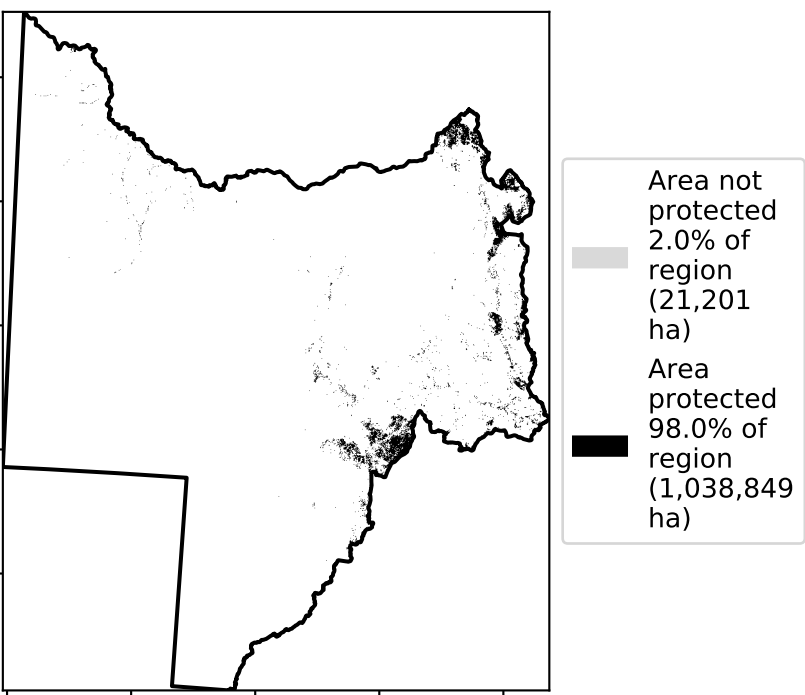 Area not
protected
2.0% of
region
(21,201
ha)
Area
protected
98.0% of
region
(1,038,849
ha)